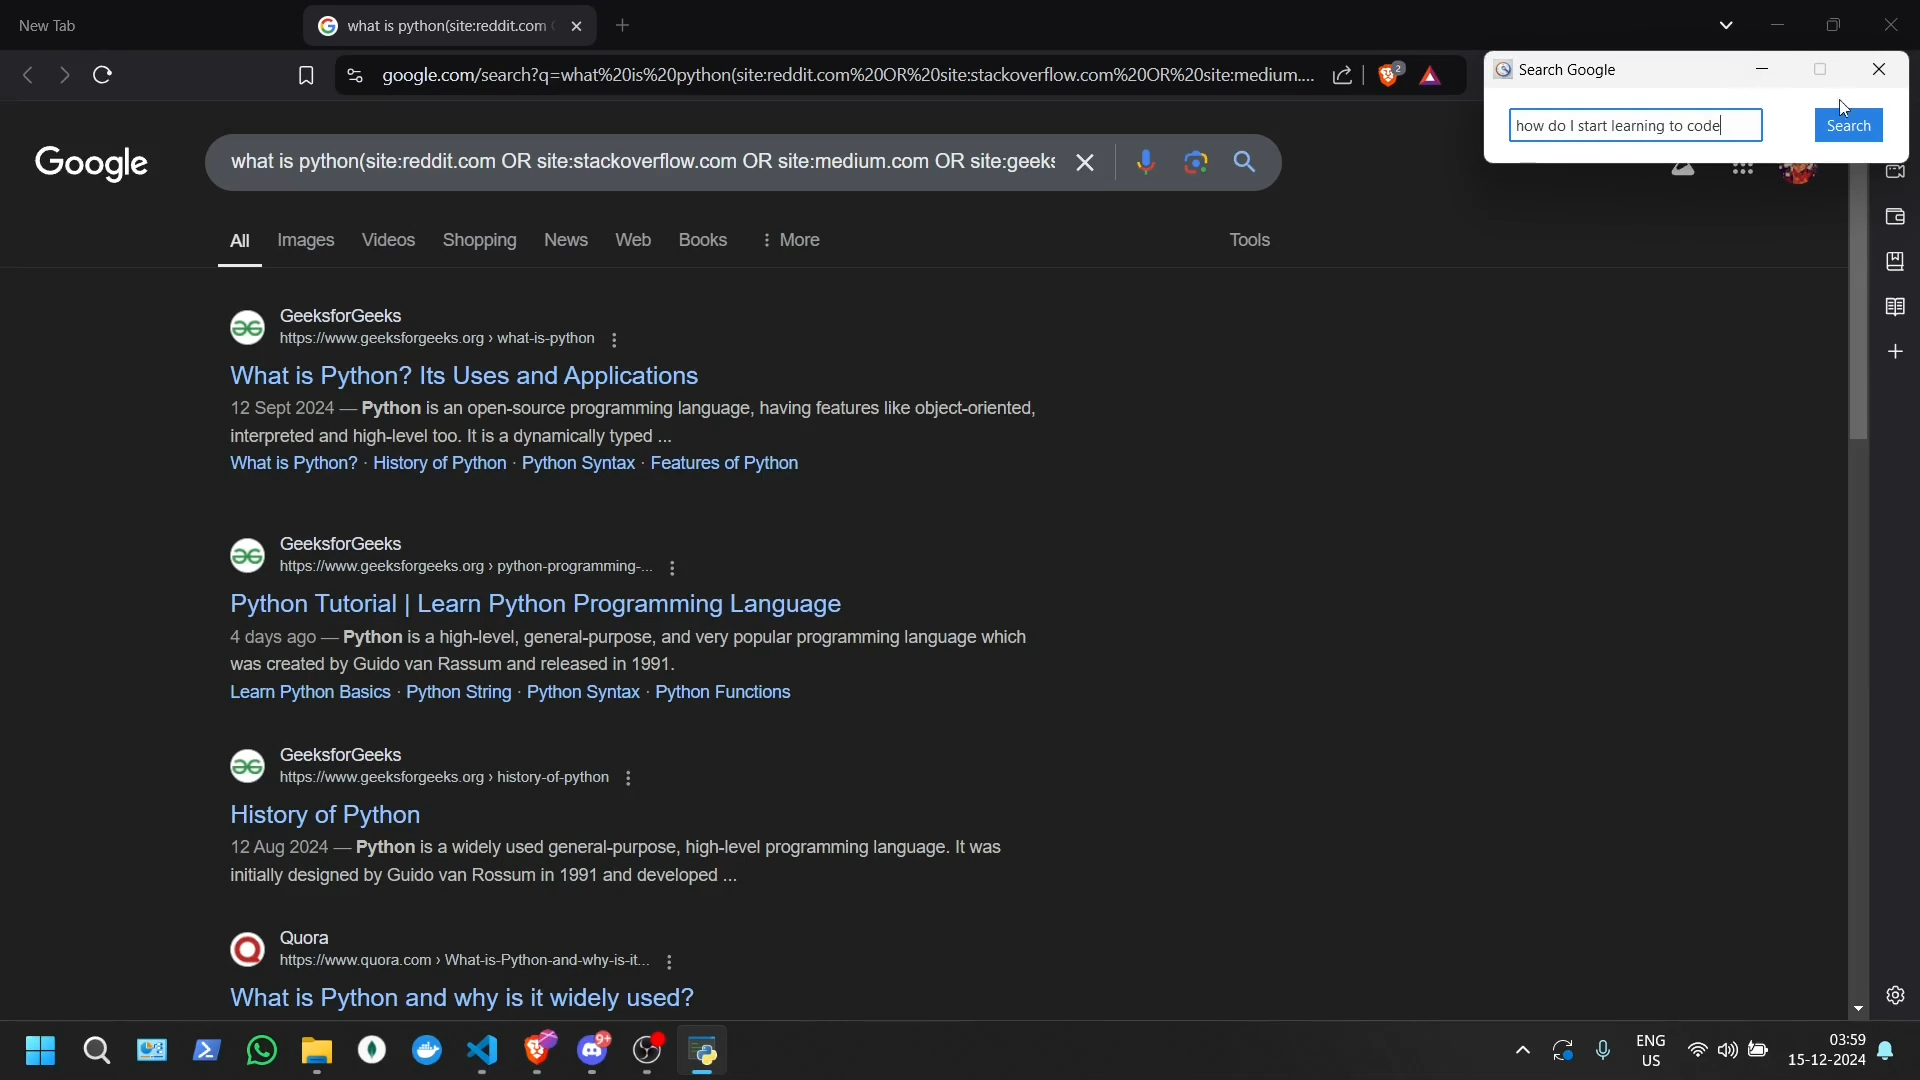 New Tab
what is python(site:reddit.com
google.com/search?q=what%20is%20python(site:reddit.com%20OR%20site:stackoverflow.com%20OR%20site:medium....
2
Search Google
how do I start learning to code
Search
Google
what is python(site:reddit.com OR site:stackoverflow.com OR site:medium.com OR site:geeks
All
Images
Videos
Shopping
News
Web
Books
More
Tools
GeeksforGeeks
https://www.geeksforgeeks.org › what-is-python
What is Python? Its Uses and Applications
12 Sept 2024 — Python is an open-source programming language, having features like object-oriented,
interpreted and high-level too. It is a dynamically typed ...
What is Python? · History of Python · Python Syntax · Features of Python
GeeksforGeeks
https://www.geeksforgeeks.org › python-programming-...
Python Tutorial | Learn Python Programming Language
4 days ago — Python is a high-level, general-purpose, and very popular programming language which
was created by Guido van Rassum and released in 1991.
Learn Python Basics · Python String · Python Syntax · Python Functions
GeeksforGeeks
https://www.geeksforgeeks.org › history-of-python
History of Python
12 Aug 2024 — Python is a widely used general-purpose, high-level programming language. It was
initially designed by Guido van Rossum in 1991 and developed ...
Quora
https://www.quora.com › What-is-Python-and-why-is-it...
What is Python and why is it widely used?
9+
ENG
US
03:59
15-12-2024